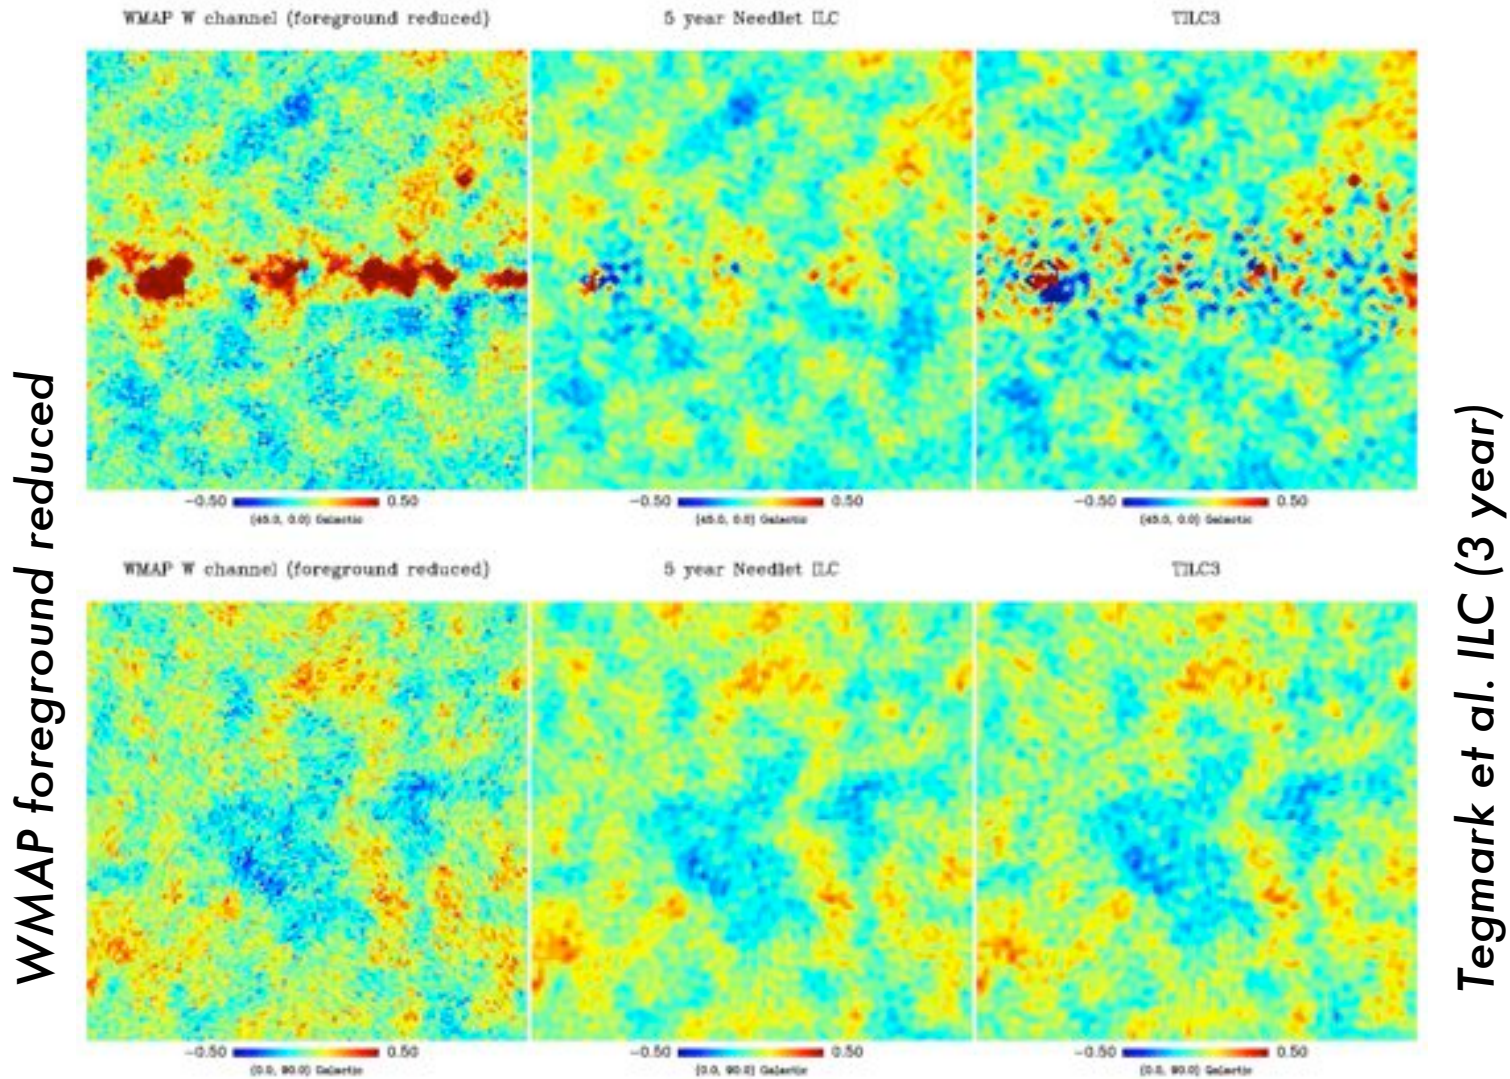 WMAP W channel (foreground reduced)
5 year Needlet ILC
TILC3
-0.50 0.50
(45.0, 0.0) Galactic
-0.50 0.50
(45.0, 0.0) Galactic
-0.50 0.50
(45.0, 0.0) Galactic
WMAP foreground reduced
Tegmark et al. ILC (3 year)
WMAP W channel (foreground reduced)
5 year Needlet ILC
TILC3
-0.50 0.50
(0.0, 90.0) Galactic
-0.50 0.50
(0.0, 90.0) Galactic
-0.50 0.50
(0.0, 90.0) Galactic